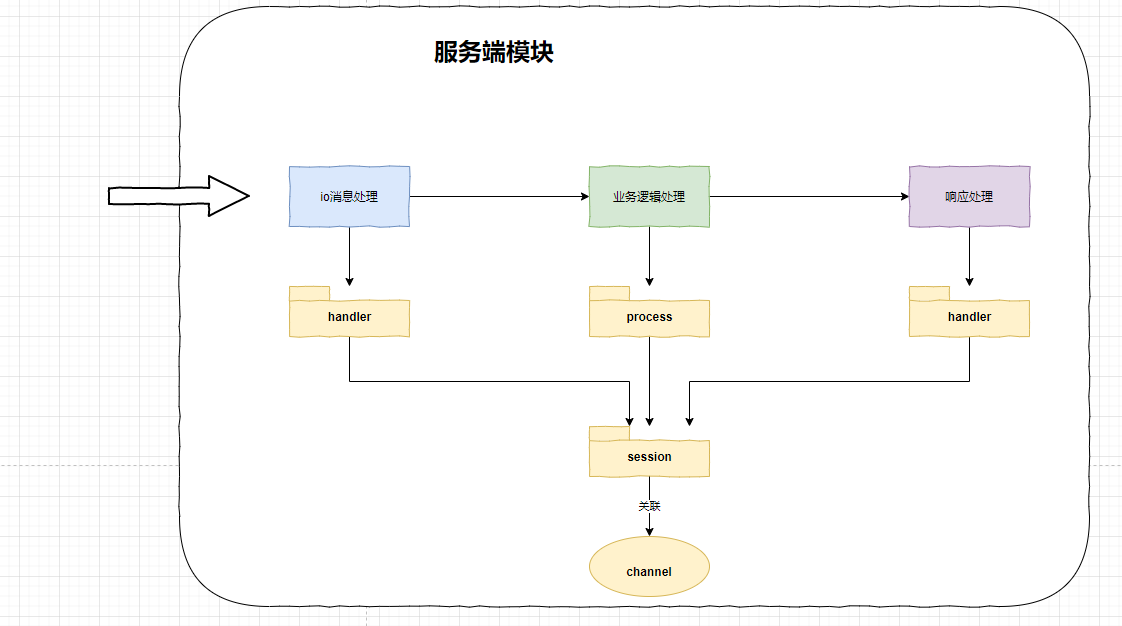 服务端模块
io消息处理
业务逻辑处理
响应处理
handler
process
handler
session
关联
channel